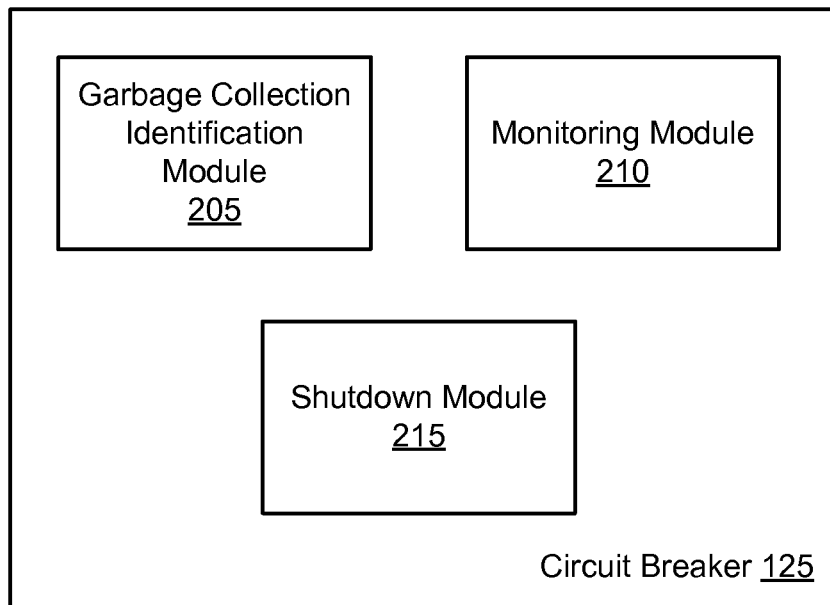 Garbage Collection
Identification
Module
205
Monitoring Module
210
Shutdown Module
215
Circuit Breaker 125